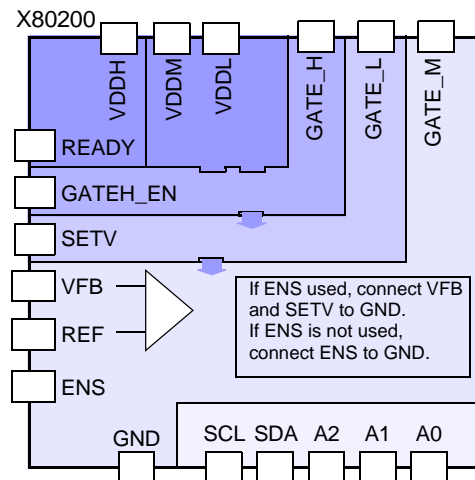 X80200
VDDH
VDDM
VDDL
GATE_H
GATE_L
GATE_M
READY
GATEH_EN
SETV
VFB
REF
ENS
If ENS used, connect VFB
and SETV to GND.
If ENS is not used,
connect ENS to GND.
GND
SCL
SDA
A2
A1
A0